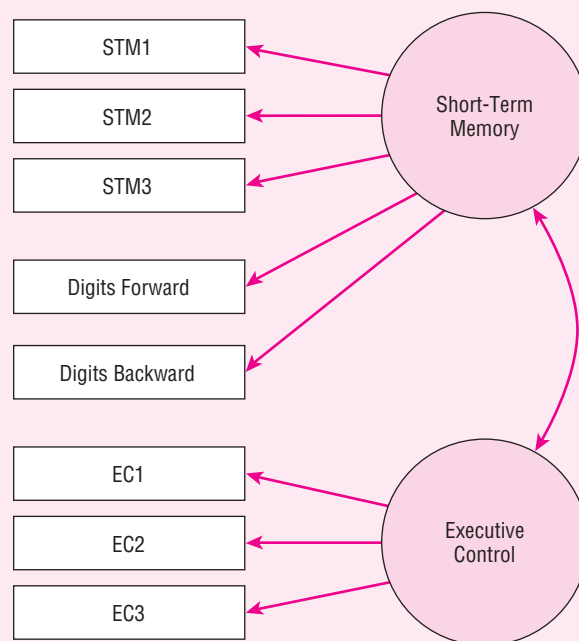 STM1
STM2
STM3
Digits Forward
Digits Backward
EC1
EC2
EC3
Short-Term
Memory
Executive
Control